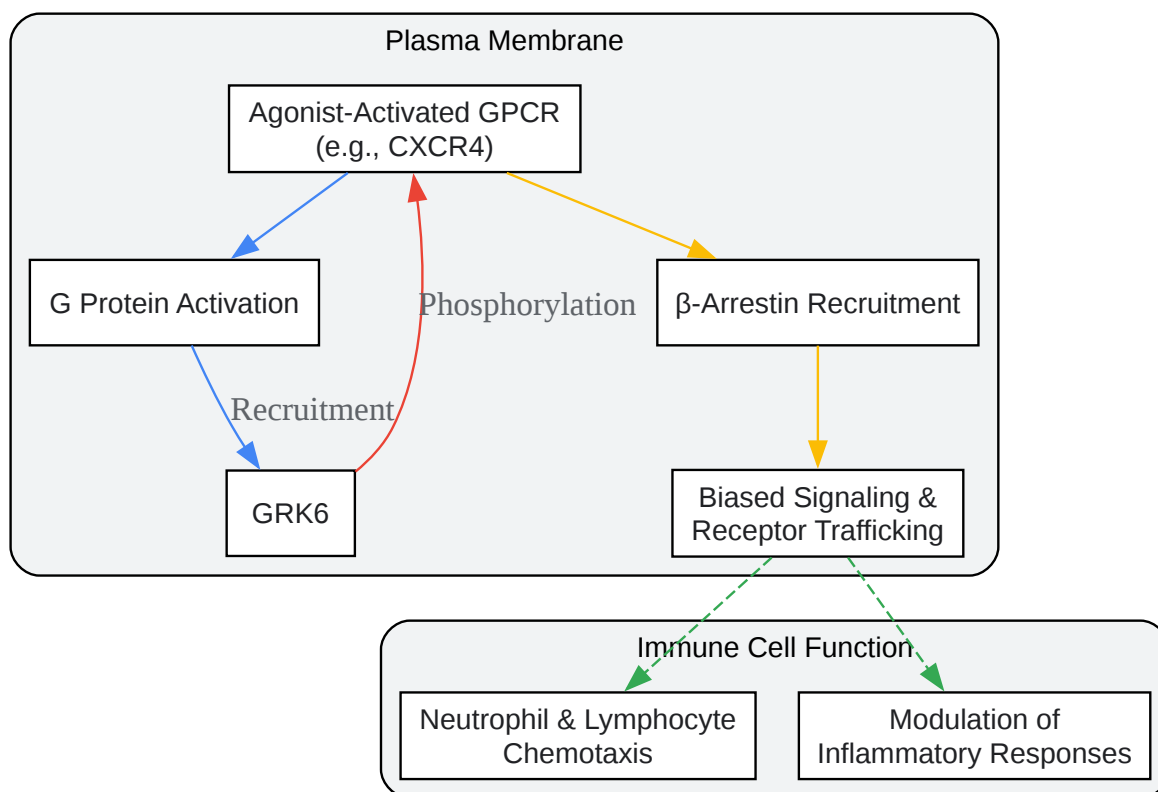 Plasma Membrane
Agonist-Activated GPCR
(e.g., CXCR4)
G Protein Activation
Phosphorylation
β-Arrestin Recruitment
Recruitment
GRK6
Biased Signaling &
Receptor Trafficking
Immune Cell Function
Neutrophil & Lymphocyte
Chemotaxis
Modulation of
Inflammatory Responses